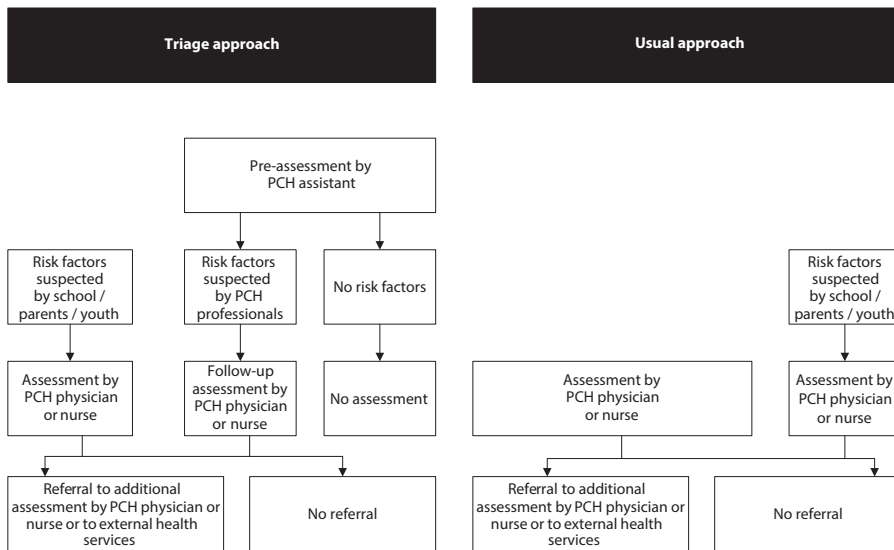 Triage approach
Usual approach
Pre-assessment by
PCH assistant
Risk factors
suspected
by school /
parents / youth
Risk factors
suspected
by PCH
professionals
No risk factors
Risk factors
suspected
by school /
parents / youth
Assessment by
PCH physician
or nurse
Follow-up
assessment by
PCH physician
or nurse
No assessment
Assessment by
PCH physician
or nurse
Assessment by
PCH physician
or nurse
Referral to additional
assessment by PCH physician or
nurse or to external health
services
No referral
Referral to additional
assessment by PCH physician or
nurse or to external health
services
No referral